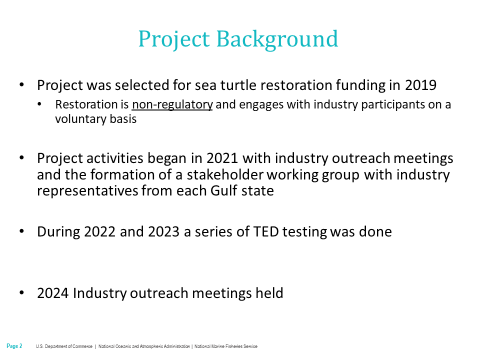 Project Background
• Project was selected for sea turtle restoration funding in 2019
• Restoration is non-regulatory and engages with industry participants on a
voluntary basis
• Project activities began in 2021 with industry outreach meetings
and the formation of a stakeholder working group with industry
representatives from each Gulf state
• During 2022 and 2023 a series of TED testing was done
• 2024 Industry outreach meetings held
Page 2 U.S. Department of Commerce | National Oceanic and Atmospheric Administration | National Marine Fisheries Service